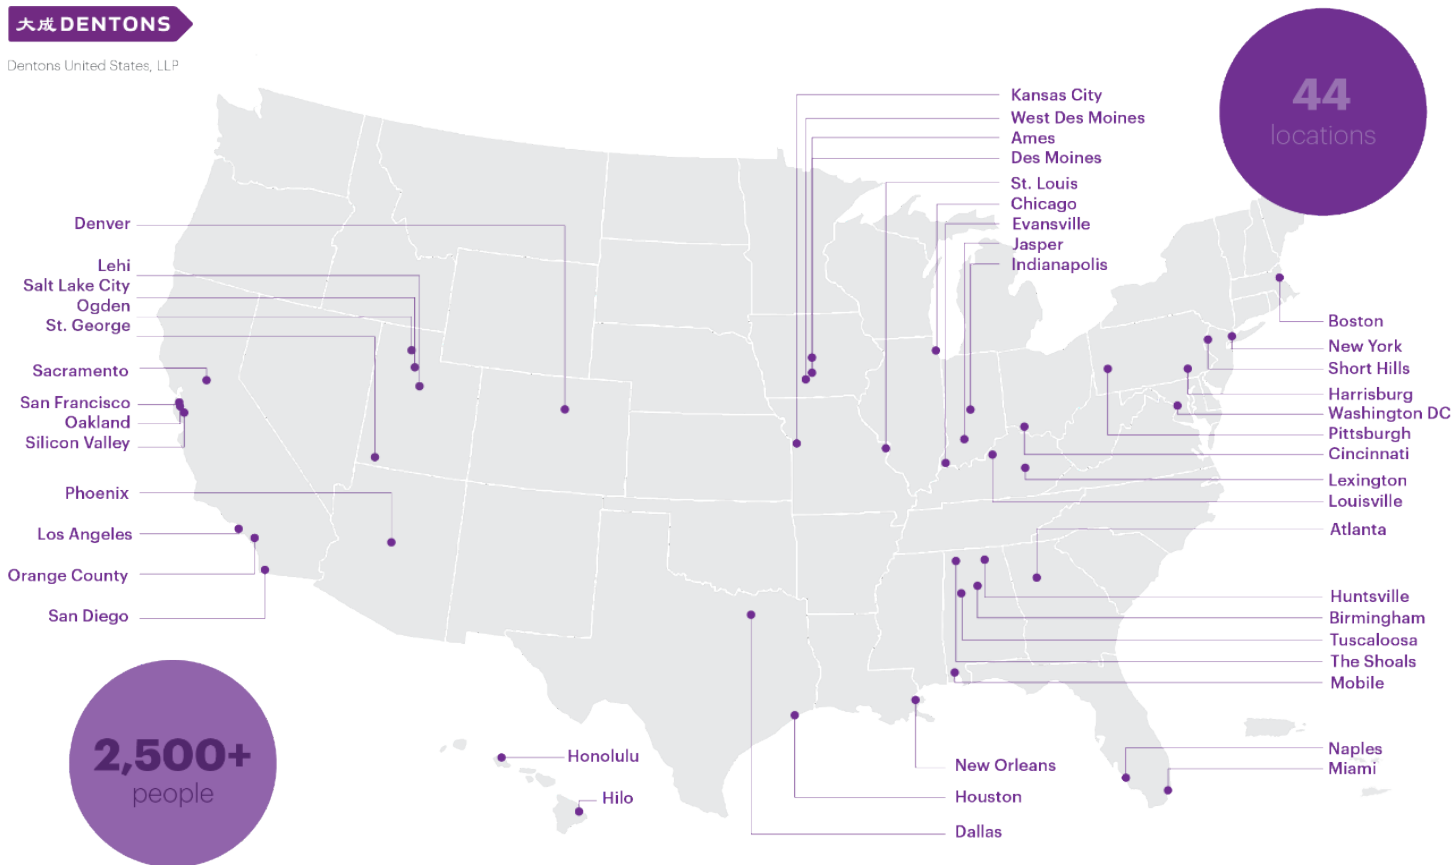 大成 DENTONS
Dentons United States, LLP
44
locations
Kansas City
West Des Moines
Ames
Des Moines
St. Louis
Chicago
Evansville
Jasper
Indianapolis
Denver
Lehi
Salt Lake City
Ogden
St. George
Sacramento
San Francisco
Oakland
Silicon Valley
Phoenix
Los Angeles
Orange County
San Diego
Boston
New York
Short Hills
Harrisburg
Washington DC
Pittsburgh
Cincinnati
Lexington
Louisville
Atlanta
Huntsville
Birmingham
Tuscaloosa
The Shoals
Mobile
Naples
Miami
2,500+
people
Honolulu
Hilo
New Orleans
Houston
Dallas